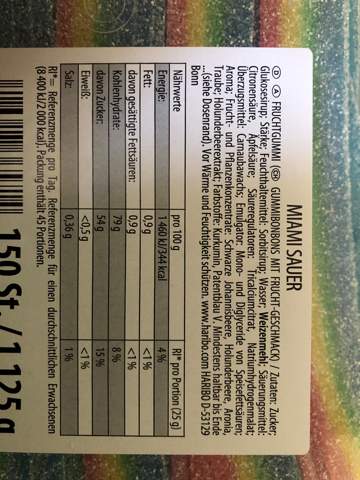 MIAMI SAUER
Ⓓ Ⓐ FRUCHTGUMMI ⒸⒽ GUMMIBONBONS MIT FRUCHT-GESCHMACK) / Zutaten: Zucker;
Glukosesirup; Stärke; Feuchthaltemittel: Sorbitsirup; Wasser; Weizenmehl; Säuerungsmittel:
Citronensäure, Apfelsäure; Säureregulatoren: Tricalciumcitrat, Natriumhydrogenmalat;
Überzugsmittel: Carnaubawachs; Emulgator: Mono- und Diglyceride von Speisefettsäuren;
Aroma; Frucht- und Pflanzenkonzentrate: Schwarze Johannisbeere, Holunderbeere, Aronia,
Traube; Holunderbeerextrakt; Farbstoffe: Kurkumin, Patentblau V. Mindestens haltbar bis Ende
...(siehe Dosenrand). Vor Wärme und Feuchtigkeit schützen. www.haribo.com HARIBO D-53129
Bonn
Nährwerte pro 100 g RI* pro Portion (25 g)
Energie: 1 460 kJ/344 kcal 4 %
Fett: 0,9 g <1 %
davon gesättigte Fettsäuren: 0,9 g <1 %
Kohlenhydrate: 79 g 8 %
davon Zucker: 54 g 15 %
Eiweiß: <0,5 g <1 %
Salz: 0,36 g 1 %
RI*= Referenzmenge pro Tag, Referenzmenge für einen durchschnittlichen Erwachsenen
(8 400 kJ/2 000 kcal). Packung enthält 45 Portionen.
150 St./1 125 g